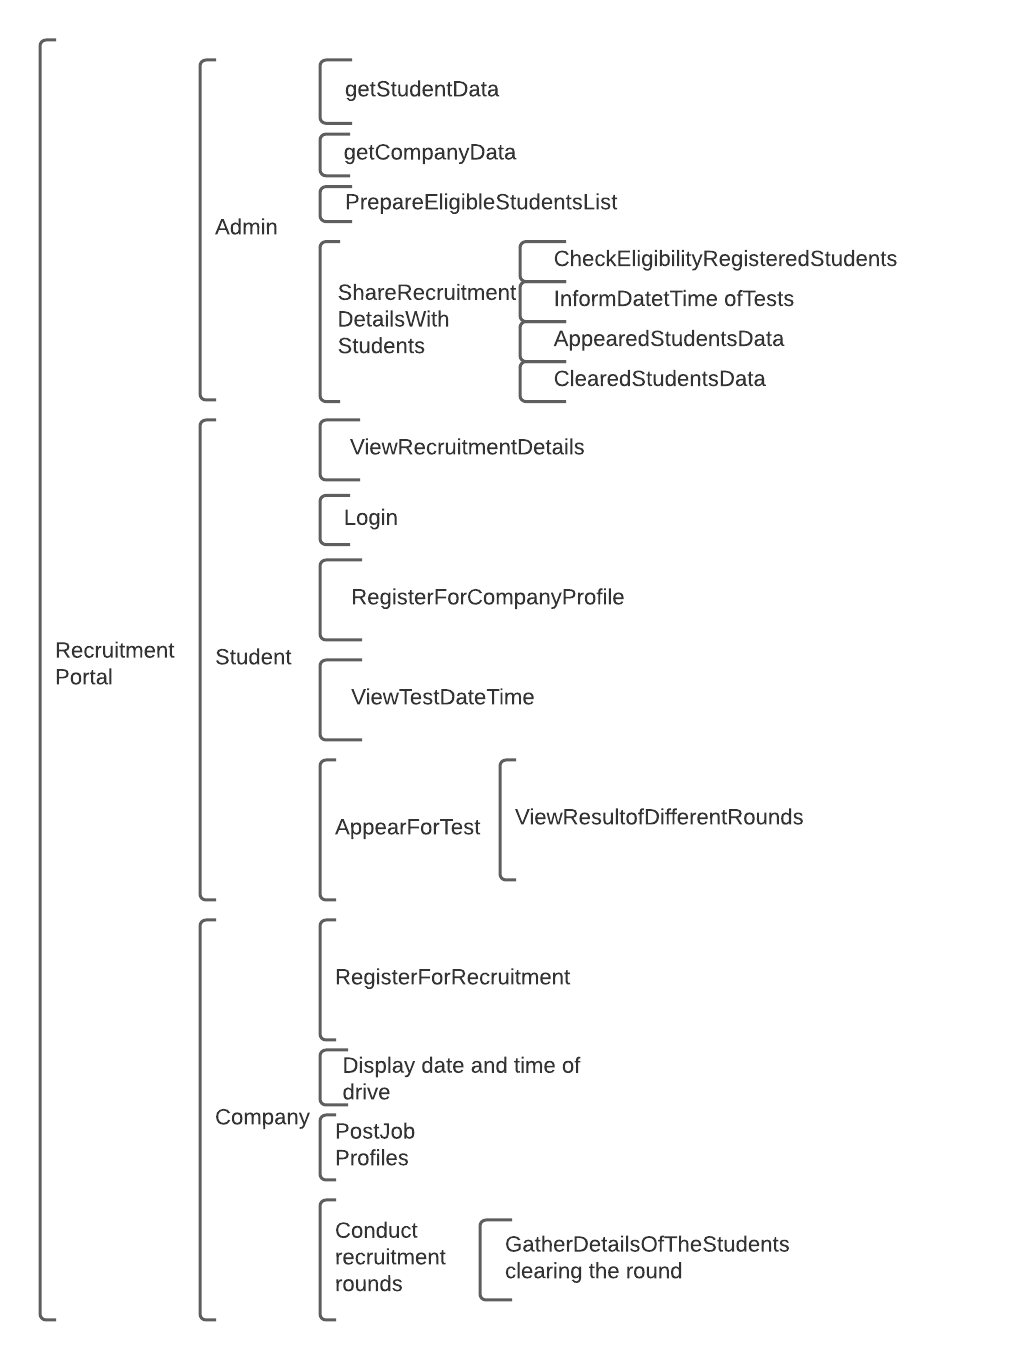 getStudentData
getCompanyData
PrepareEligibleStudentsList
Admin
ShareRecruitment
DetailsWith
Students
CheckEligibilityRegisteredStudents
InformDatetTime ofTests
AppearedStudentsData
ClearedStudentsData
ViewRecruitmentDetails
Login
RegisterForCompanyProfile
Recruitment
Portal
Student
ViewTestDateTime
AppearForTest
ViewResultofDifferentRounds
RegisterForRecruitment
Display date and time of
drive
Company
PostJob
Profiles
Conduct
recruitment
rounds
GatherDetailsOfTheStudents
clearing the round